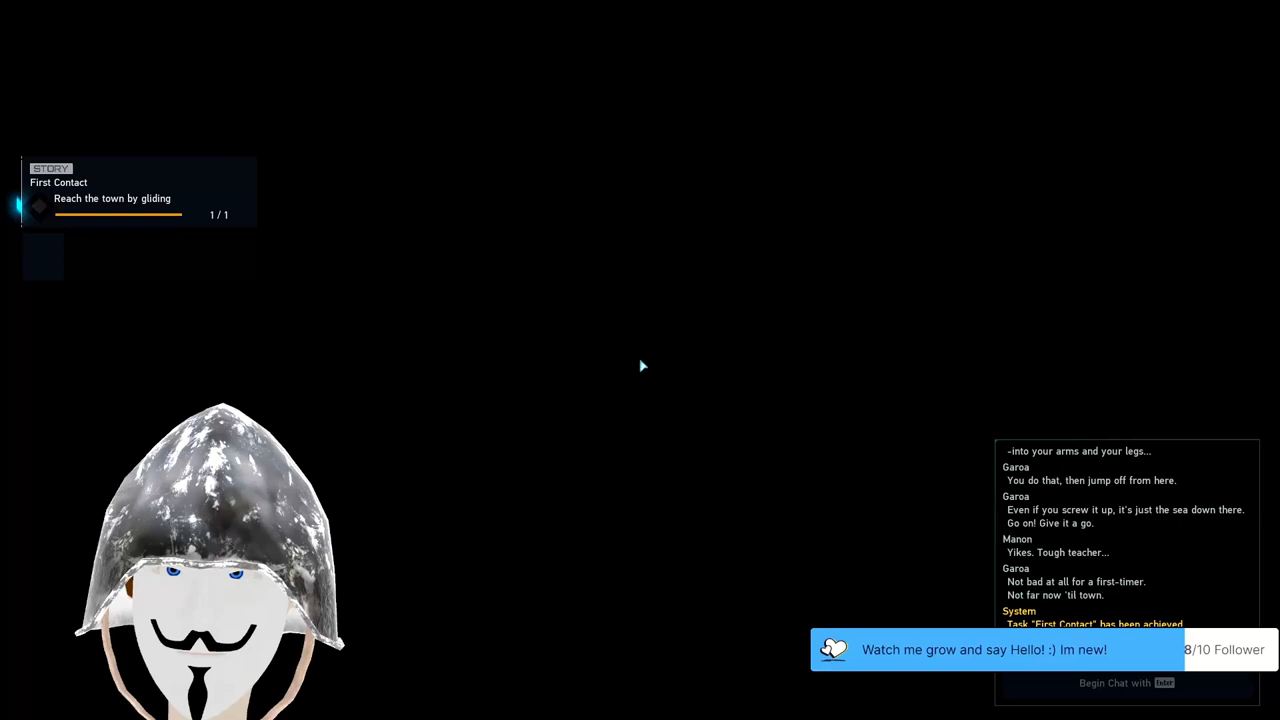 STORY
First Contact
Reach the town by gliding
1 / 1
-into your arms and your legs...
Garoa
You do that, then jump off from here.
Garoa
Even if you screw it up, it's just the sea down there.
Go on! Give it a go.
Manon
Yikes. Tough teacher...
Garoa
Not bad at all for a first-timer.
Not far now 'til town.
System
Task "First Contact" has been achieved
Watch me grow and say Hello! :) Im new!
8/10 Follower
Begin Chat with Enter